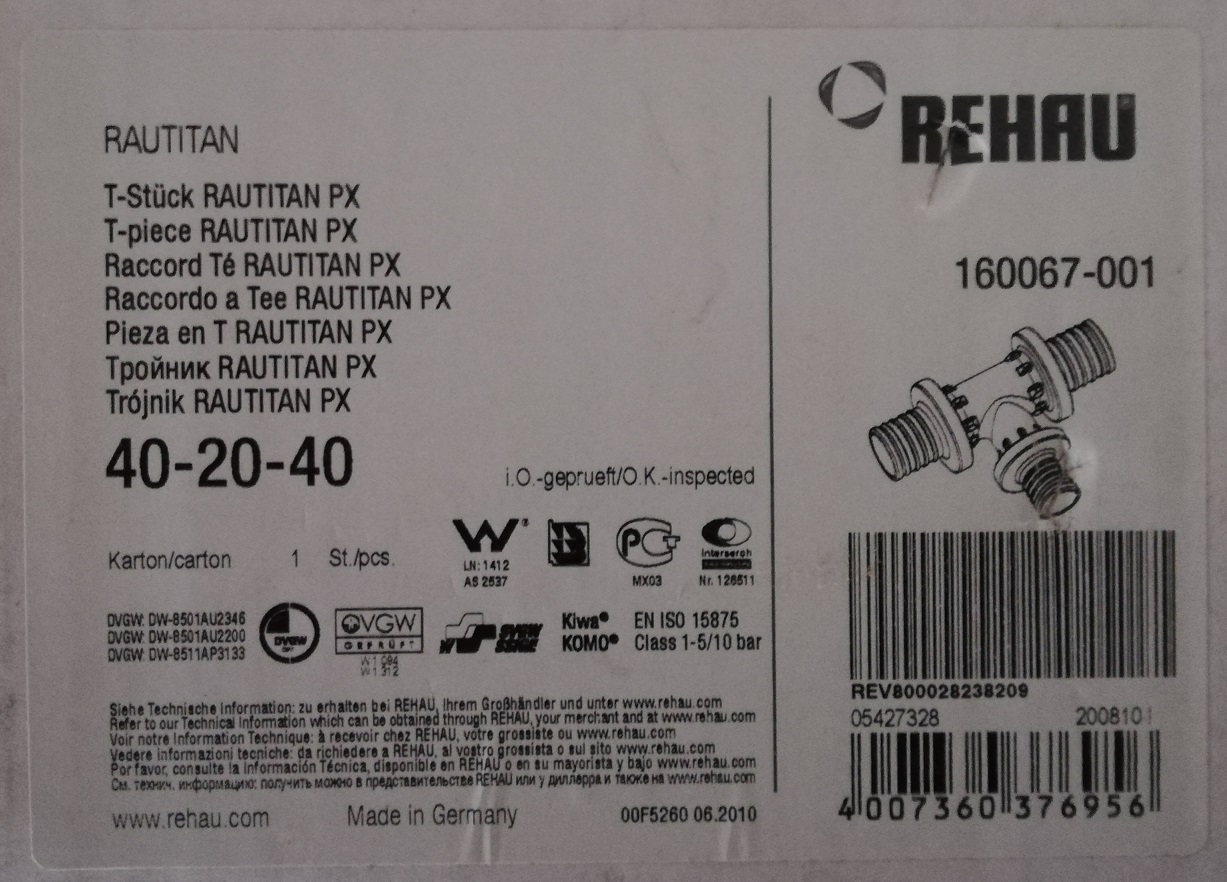 RAUTITAN
T-Stück RAUTITAN PX
T-piece RAUTITAN PX
Raccord Té RAUTITAN PX
Raccordo a Tee RAUTITAN PX
Pieza en T RAUTITAN PX
Тройник RAUTITAN PX
Trójnik RAUTITAN PX
40-20-40
i.O.-geprueft/O.K.-inspected
Karton/carton 1 St./pcs.
W®
LN: 1412
AS 2537
PCT
MX03
Interseroh
Nr. 126511
DVGW: DW-8501AU2346
DVGW: DW-8501AU2200
DVGW: DW-8511AP3133
DVGW
DVGW
GEPRÜFT
W 1.094
W 1.312
SVGW
SSIGE
Kiwa®
KOMO®
EN ISO 15875
Class 1-5/10 bar
Siehe Technische Information: zu erhalten bei REHAU, Ihrem Großhändler und unter www.rehau.com
Refer to our Technical Information which can be obtained through REHAU, your merchant and at www.rehau.com
Voir notre Information Technique: à recevoir chez REHAU, votre grossiste ou www.rehau.com
Vedere informazioni tecniche: da richiedere a REHAU, al vostro grossista o sul sito www.rehau.com
Por favor, consulte la Información Técnica, disponible en REHAU o en su mayorista y bajo www.rehau.com
См. технич. информацию: получить можно в представительстве REHAU или у диллера и также на www.rehau.com
www.rehau.com Made in Germany 00F5260 06.2010
REHAU
160067-001
REV800028238209
05427328 200810
4 007360 376956